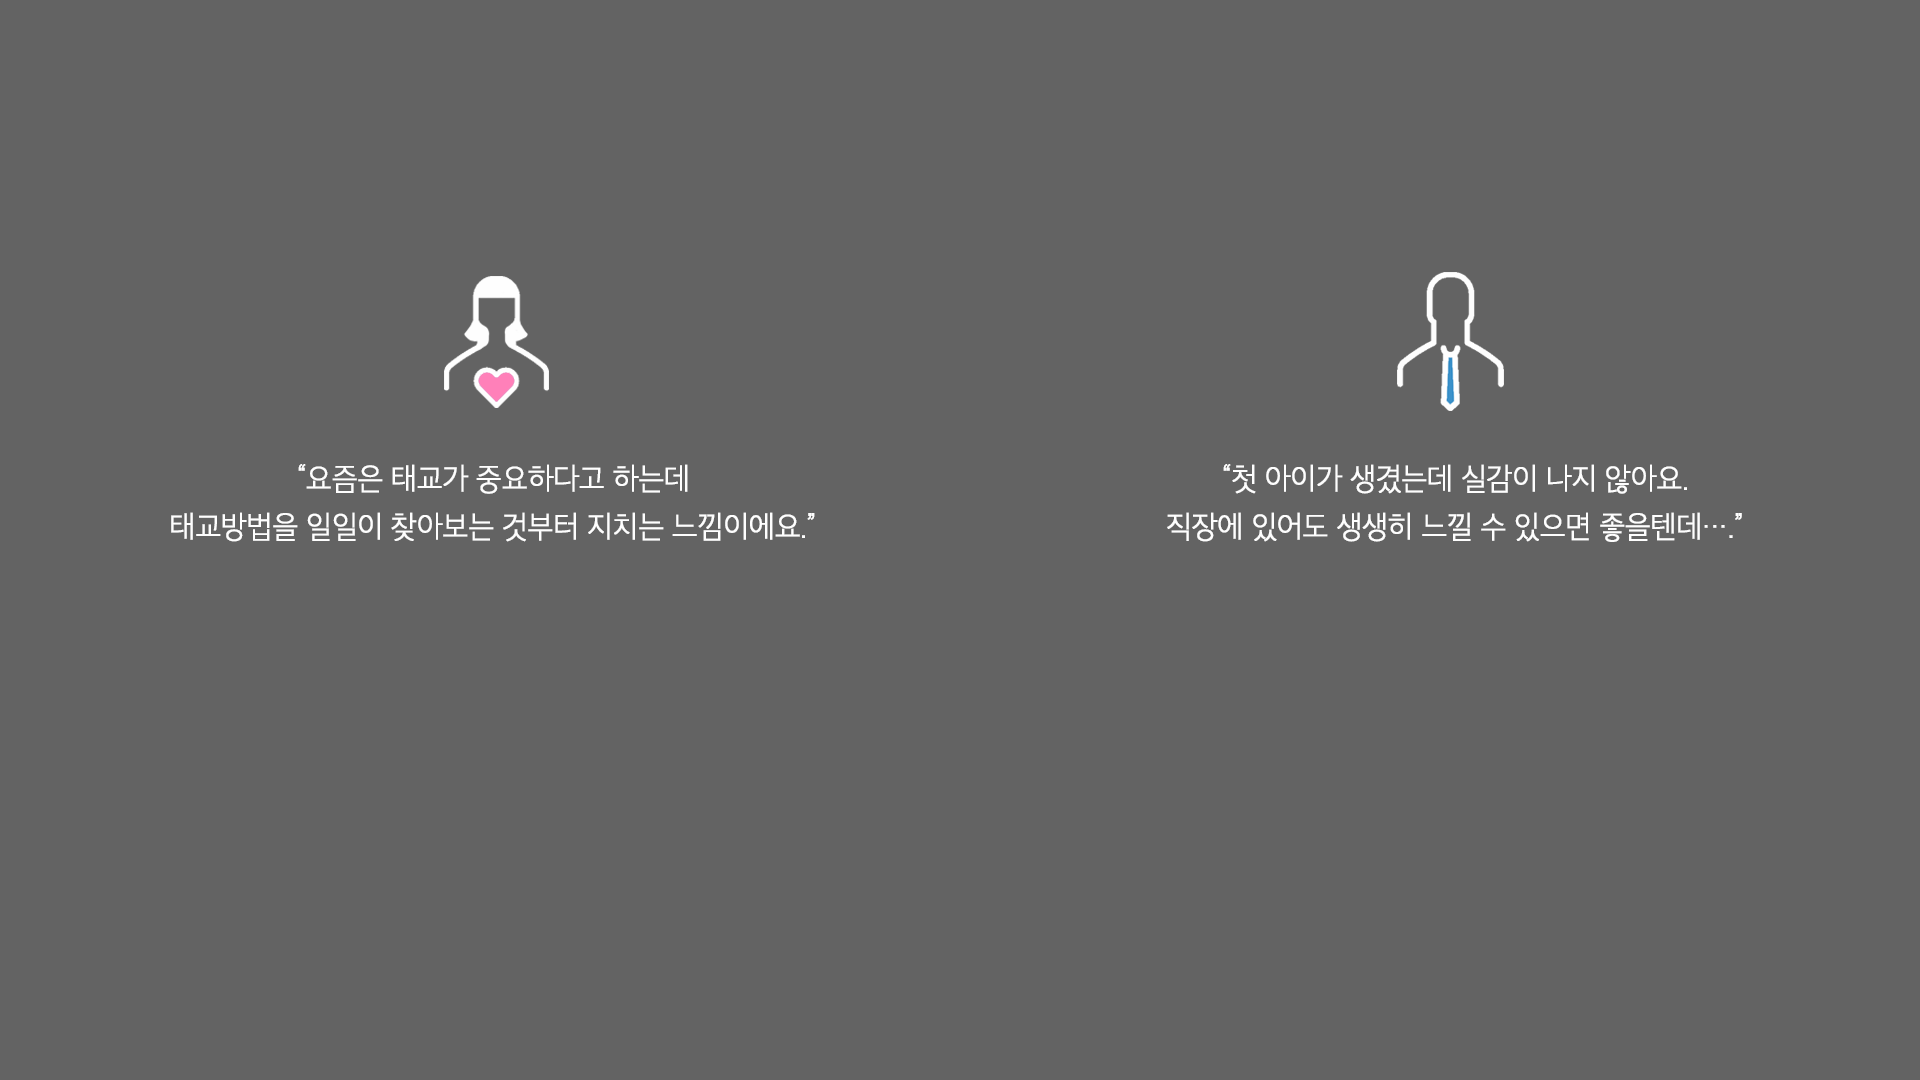 “요즘은 태교가 중요하다고 하는데
태교방법을 일일이 찾아보는 것부터 지치는 느낌이에요.”
“첫 아이가 생겼는데 실감이 나지 않아요.
직장에 있어도 생생히 느낄 수 있으면 좋을텐데….”